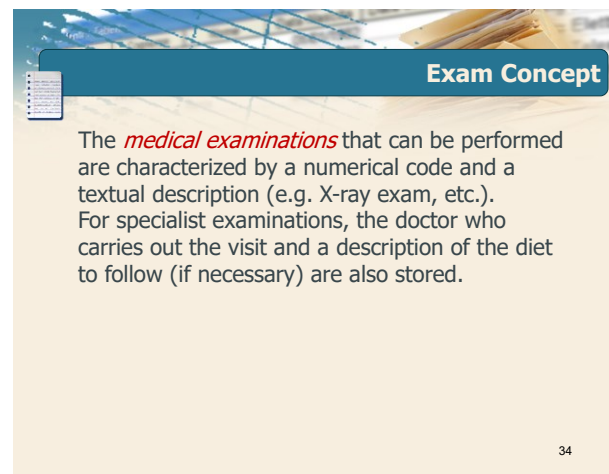 Exam Concept
The medical examinations that can be performed
are characterized by a numerical code and a
textual description (e.g. X-ray exam, etc.).
For specialist examinations, the doctor who
carries out the visit and a description of the diet
to follow (if necessary) are also stored.
34